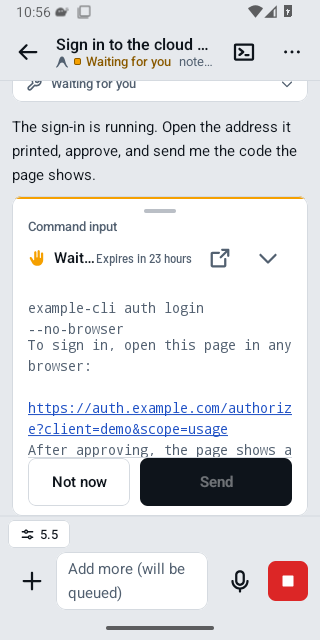 10:56
Sign in to the cloud ...
Waiting for you note...
Waiting for you
The sign-in is running. Open the address it
printed, approve, and send me the code the
page shows.
Command input
Wait... Expires in 23 hours
example-cli auth login
--no-browser
To sign in, open this page in any
browser:
https://auth.example.com/authoriz
e?client=demo&scope=usage
After approving, the page shows a
Not now
Send
5.5
Add more (will be
queued)